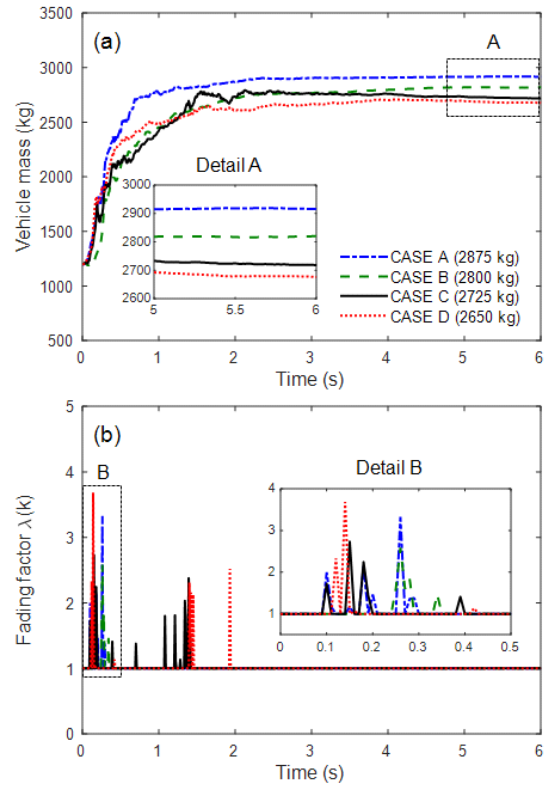 (a)
A
3500
3000
2500
2000
1500
1000
500
Vehicle mass (kg)
Detail A
3000
2900
2800
2700
2600
5
5.5
6
CASE A (2875 kg)
CASE B (2800 kg)
CASE C (2725 kg)
CASE D (2650 kg)
0 1 2 3 4 5 6
Time (s)
(b)
B
5
4
3
2
1
0
Fading factor λ(k)
Detail B
4
3
2
1
0
0 0.1 0.2 0.3 0.4 0.5
0 1 2 3 4 5 6
Time (s)